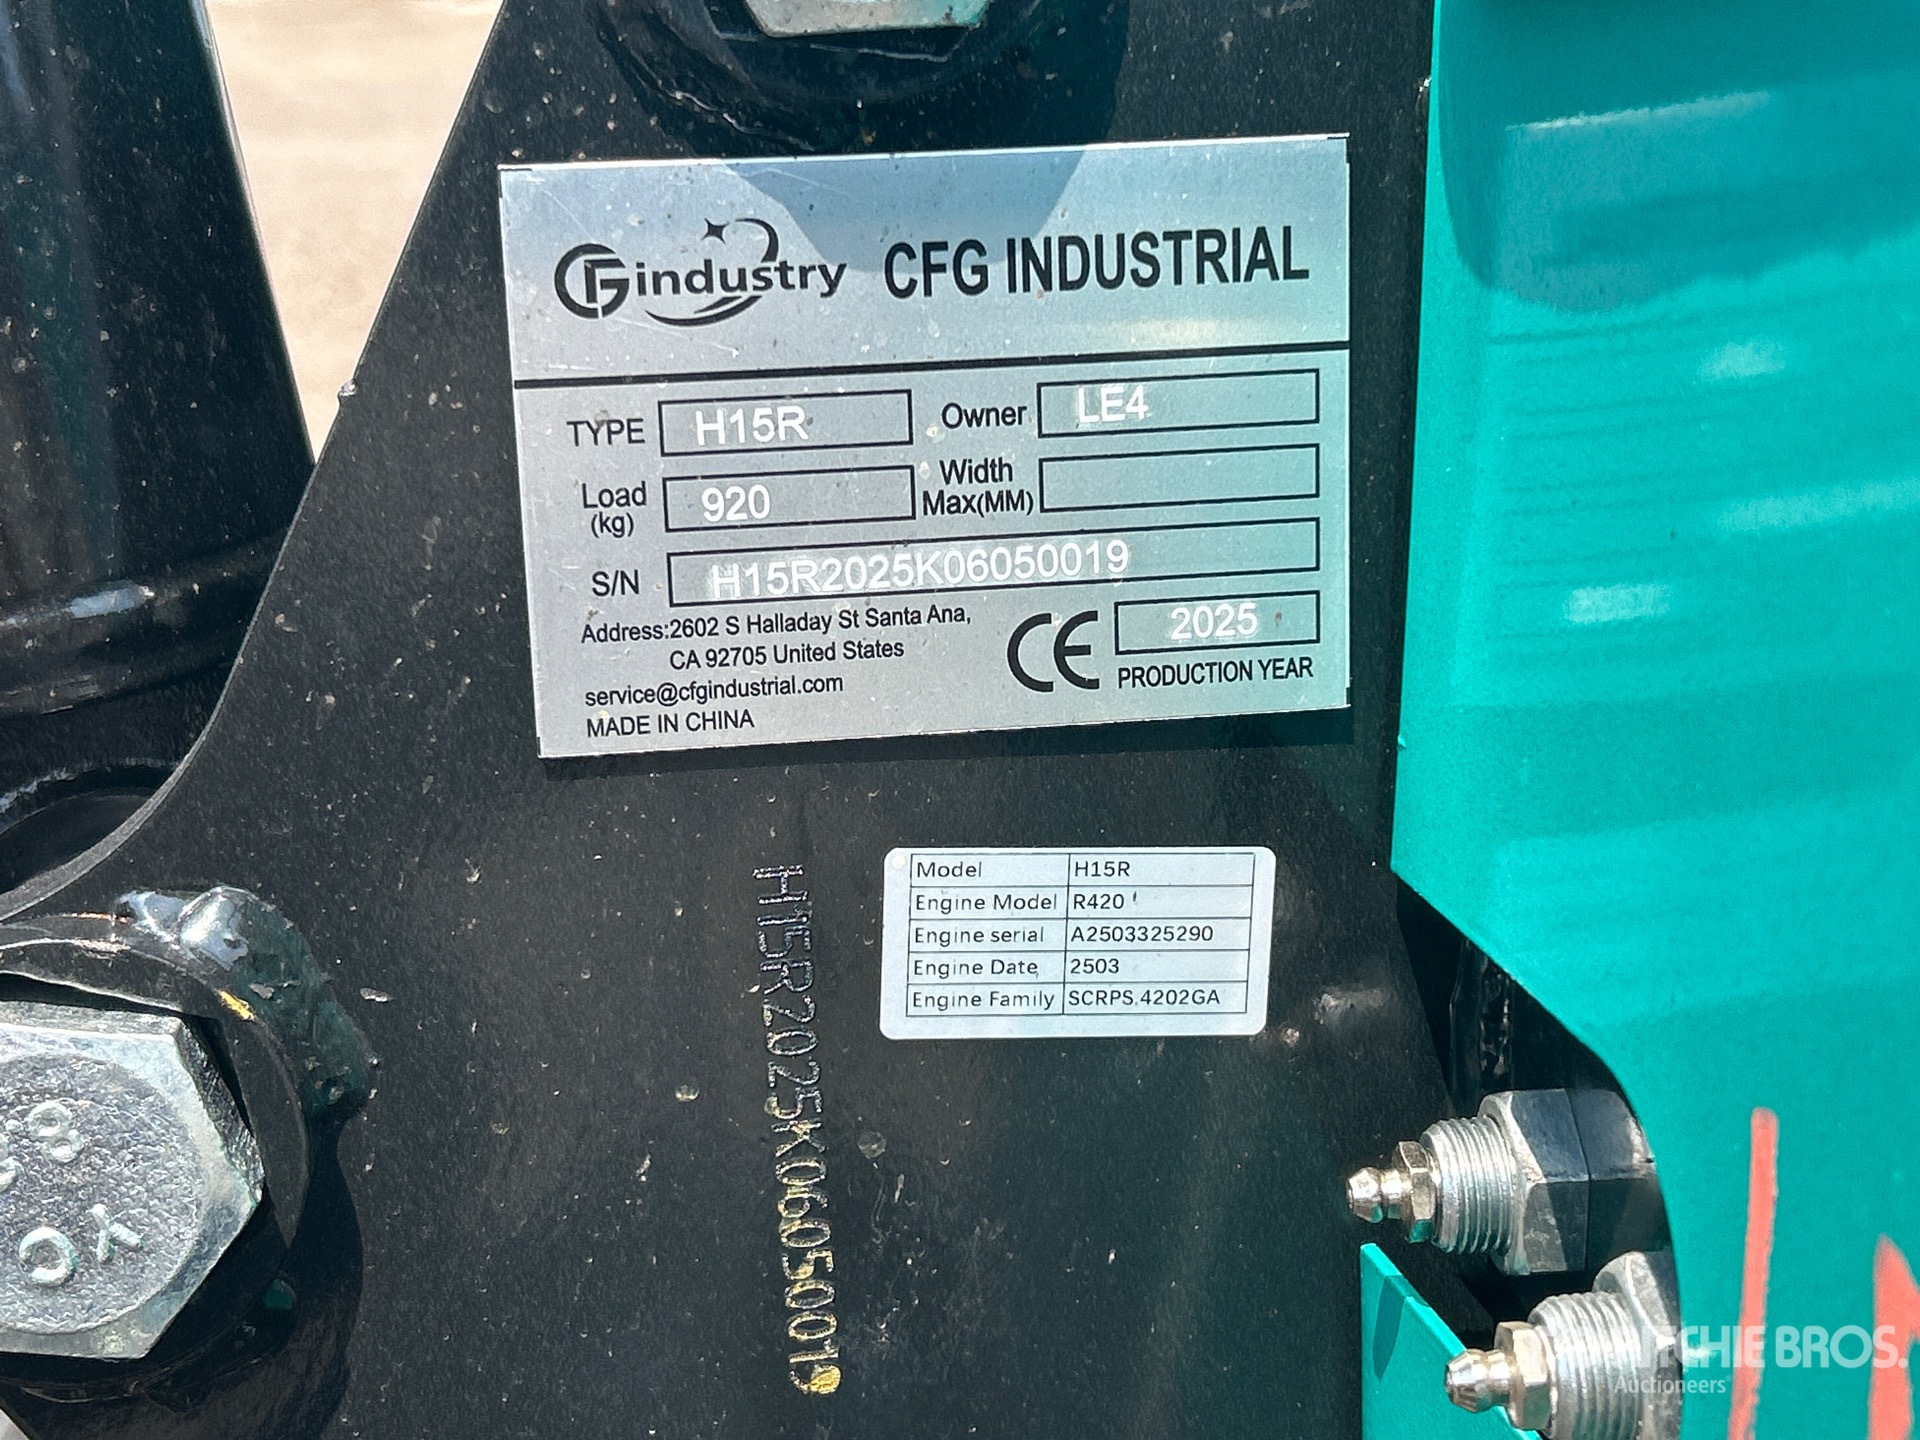 CFG industry CFG INDUSTRIAL
TYPE H15R Owner LE4
Load (kg) 920 Width Max(MM)
S/N H15R2025K06050019
Address:2602 S Halladay St Santa Ana,
CA 92705 United States
service@cfgindustrial.com
MADE IN CHINA
CE 2025
PRODUCTION YEAR
Model H15R
Engine Model R420
Engine serial A2503325290
Engine Date 2503
Engine Family SCRPS.4202GA
H15R2025K06050019
8
RITCHIE BROS.
Auctioneers